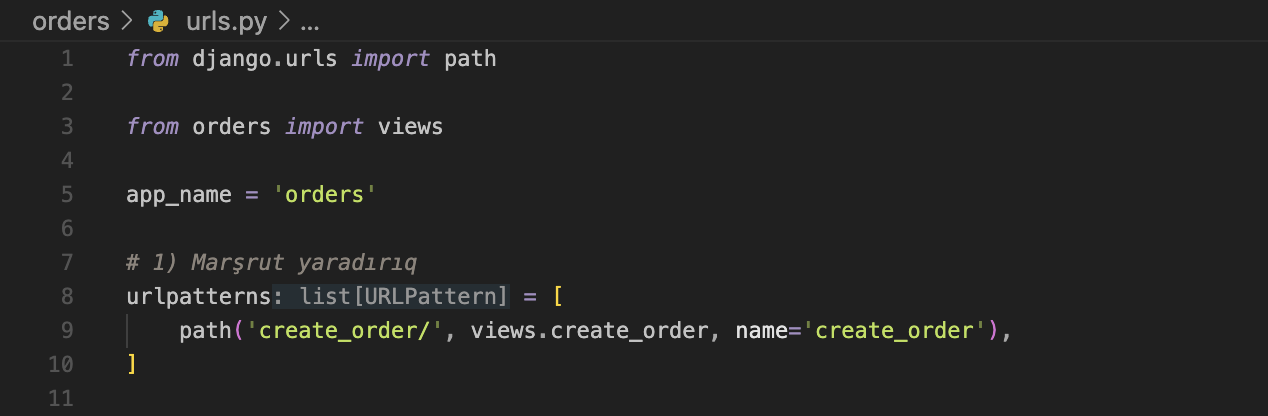 orders > urls.py > ...
1 from django.urls import path
2
3 from orders import views
4
5 app_name = 'orders'
6
7 # 1) Marşrut yaradırıq
8 urlpatterns: list[URLPattern] = [
9 path('create_order/', views.create_order, name='create_order'),
10 ]
11